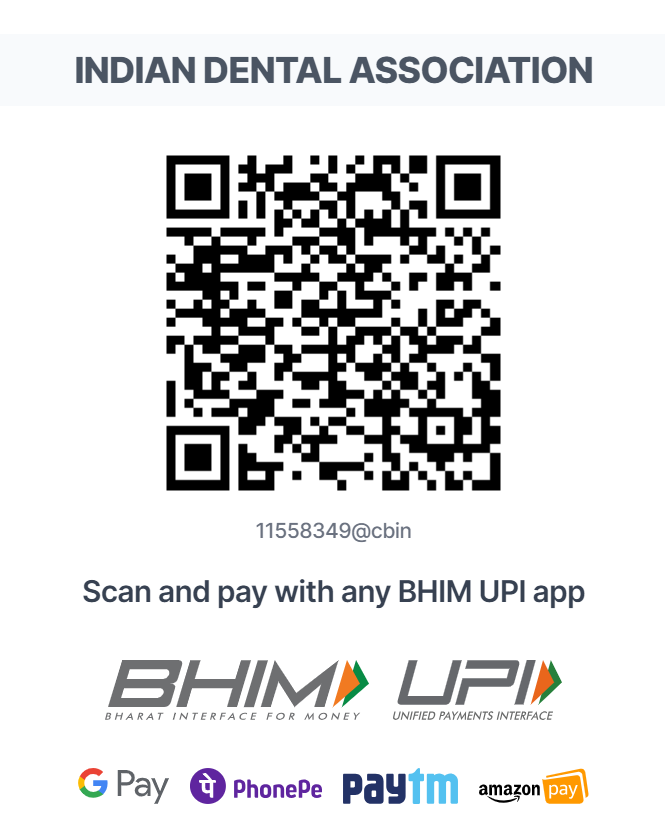 INDIAN DENTAL ASSOCIATION
11558349@cbin
Scan and pay with any BHIM UPI app
BHIM UPI
BHARAT INTERFACE FOR MONEY UNIFIED PAYMENTS INTERFACE
G Pay पे PhonePe paytm amazon pay